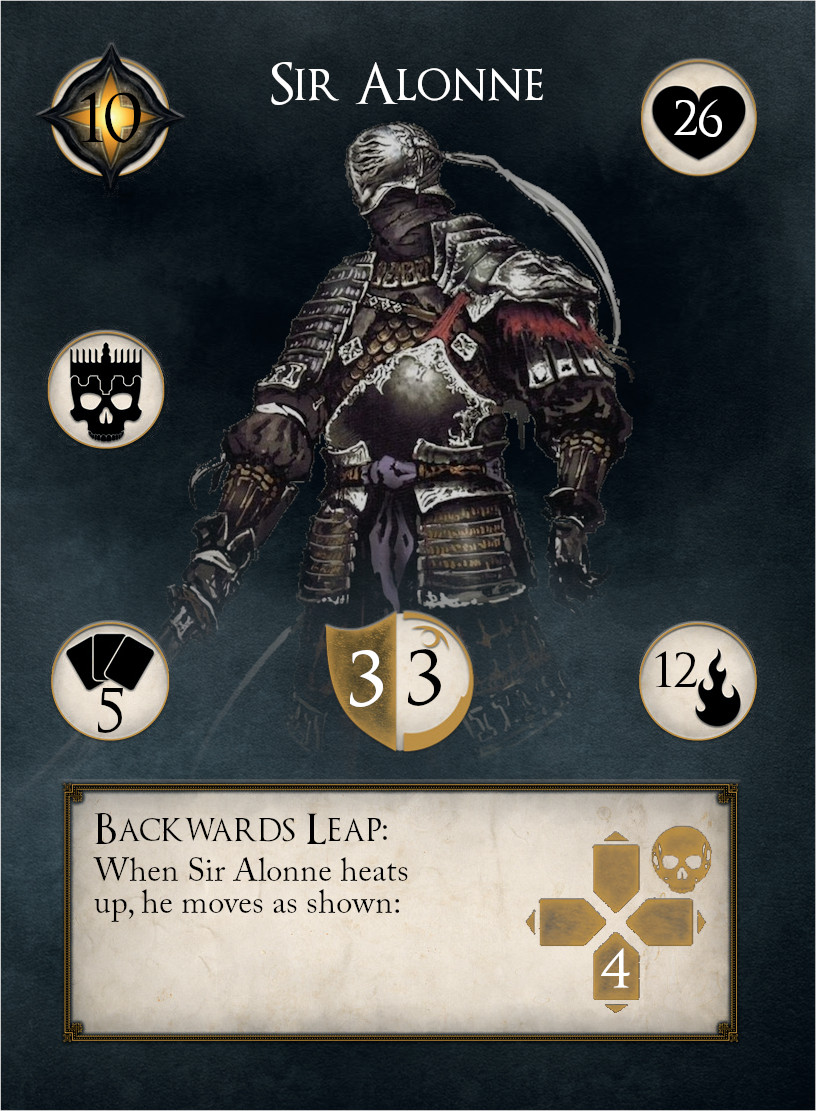 Sir Alonne
10
26
5
3 3
12
Backwards Leap:
When Sir Alonne heats
up, he moves as shown:
4